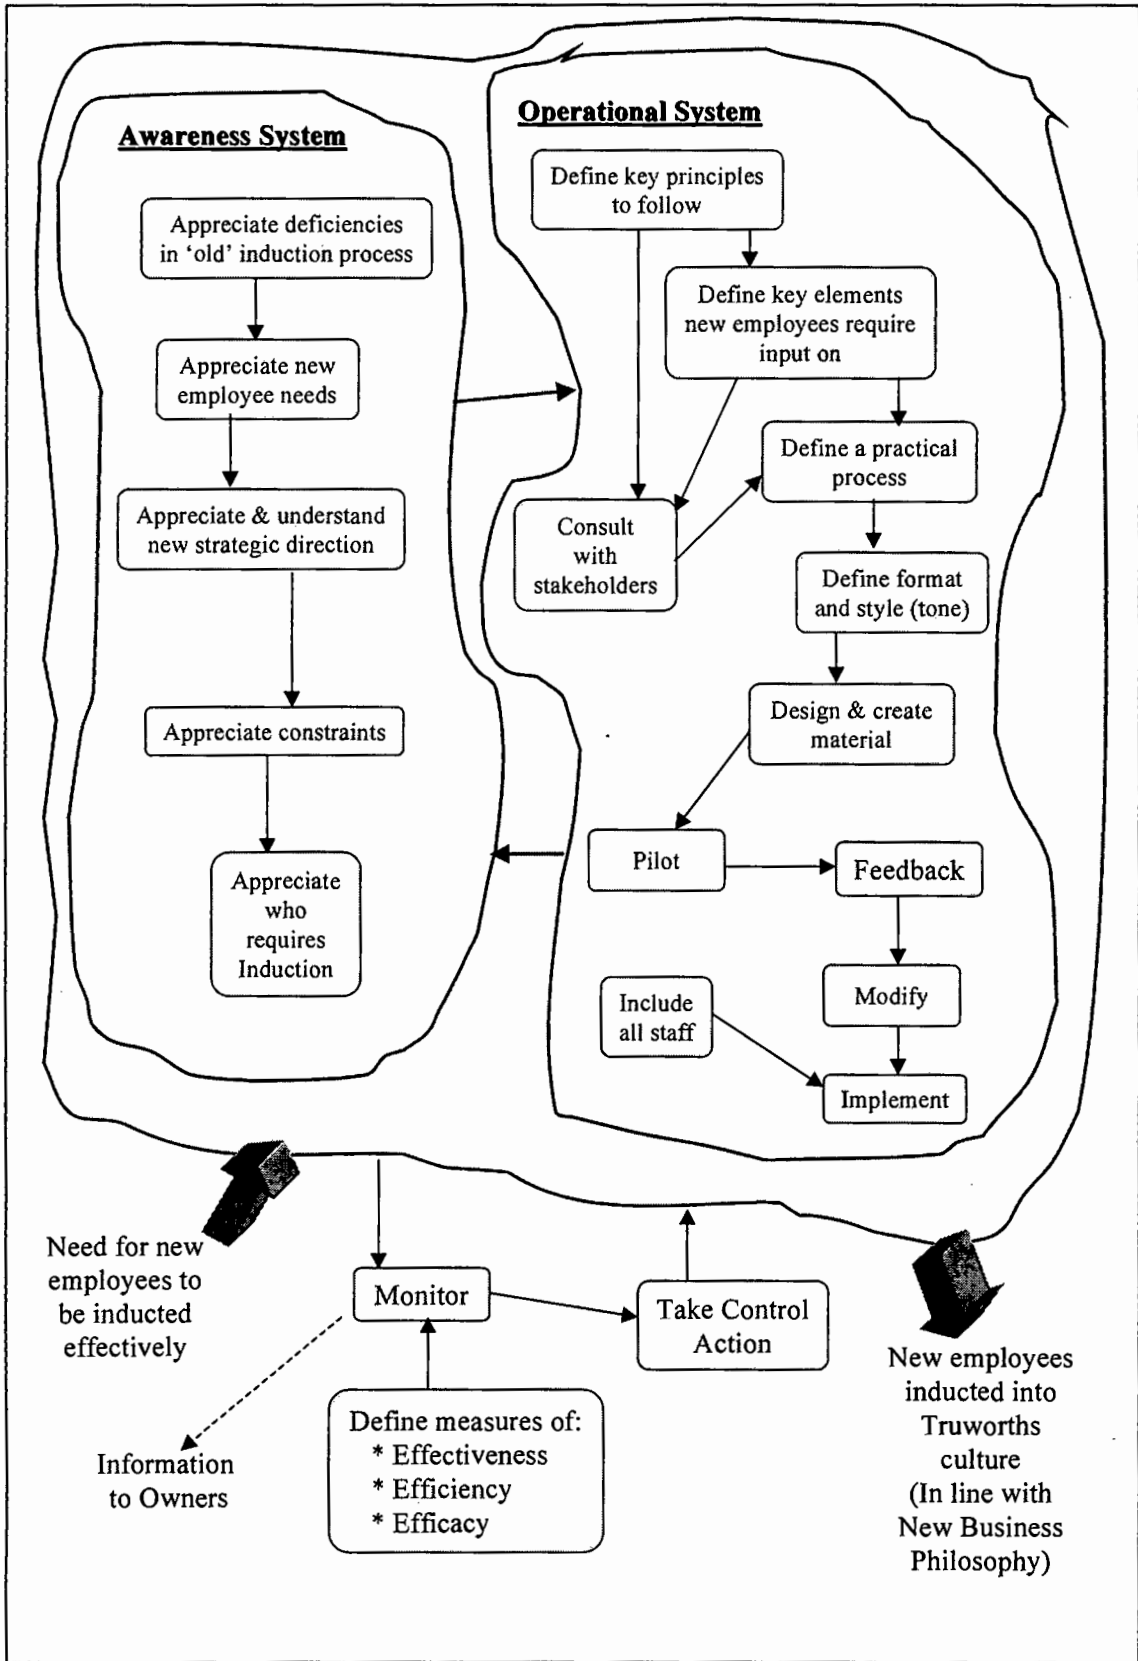 Awareness System
Appreciate deficiencies
in ‘old’ induction process
Appreciate new
employee needs
Appreciate & understand
new strategic direction
Appreciate constraints
Appreciate
who
requires
Induction
Operational System
Define key principles
to follow
Define key elements
new employees require
input on
Define a practical
process
Consult
with
stakeholders
Define format
and style (tone)
Design & create
material
Pilot
Feedback
Modify
Include
all staff
Implement
Need for new
employees to
be inducted
effectively
Monitor
Take Control
Action
Define measures of:
* Effectiveness
* Efficiency
* Efficacy
Information
to Owners
New employees
inducted into
Truworths
culture
(In line with
New Business
Philosophy)